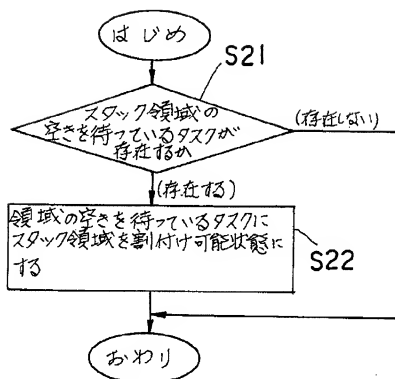 はじめ
S21
スタック領域の
空きを待っているタスクが
存在するか
(存在しない)
(存在する)
領域の空きを待っているタスクに
スタック領域を割付け可能状態に
する
S22
おわり